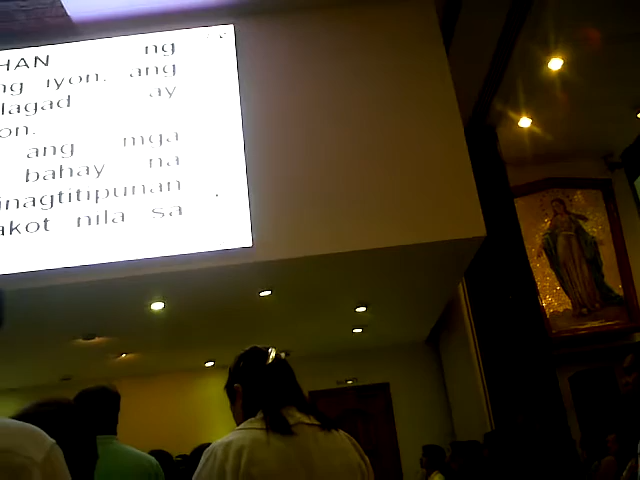 HAN ng
ng iyon, ang
lagad ay
on.
ang mga
bahay na
inagtitipunan
akot nila sa